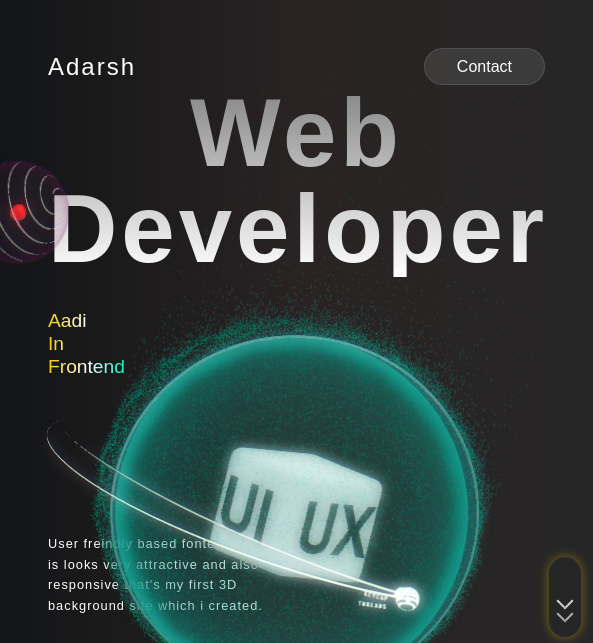 Adarsh
Contact
Web
Developer
Aadi
In
Frontend
UI UX
User freindly based fonte
is looks very attractive and also
responsive that's my first 3D
background site which i created.